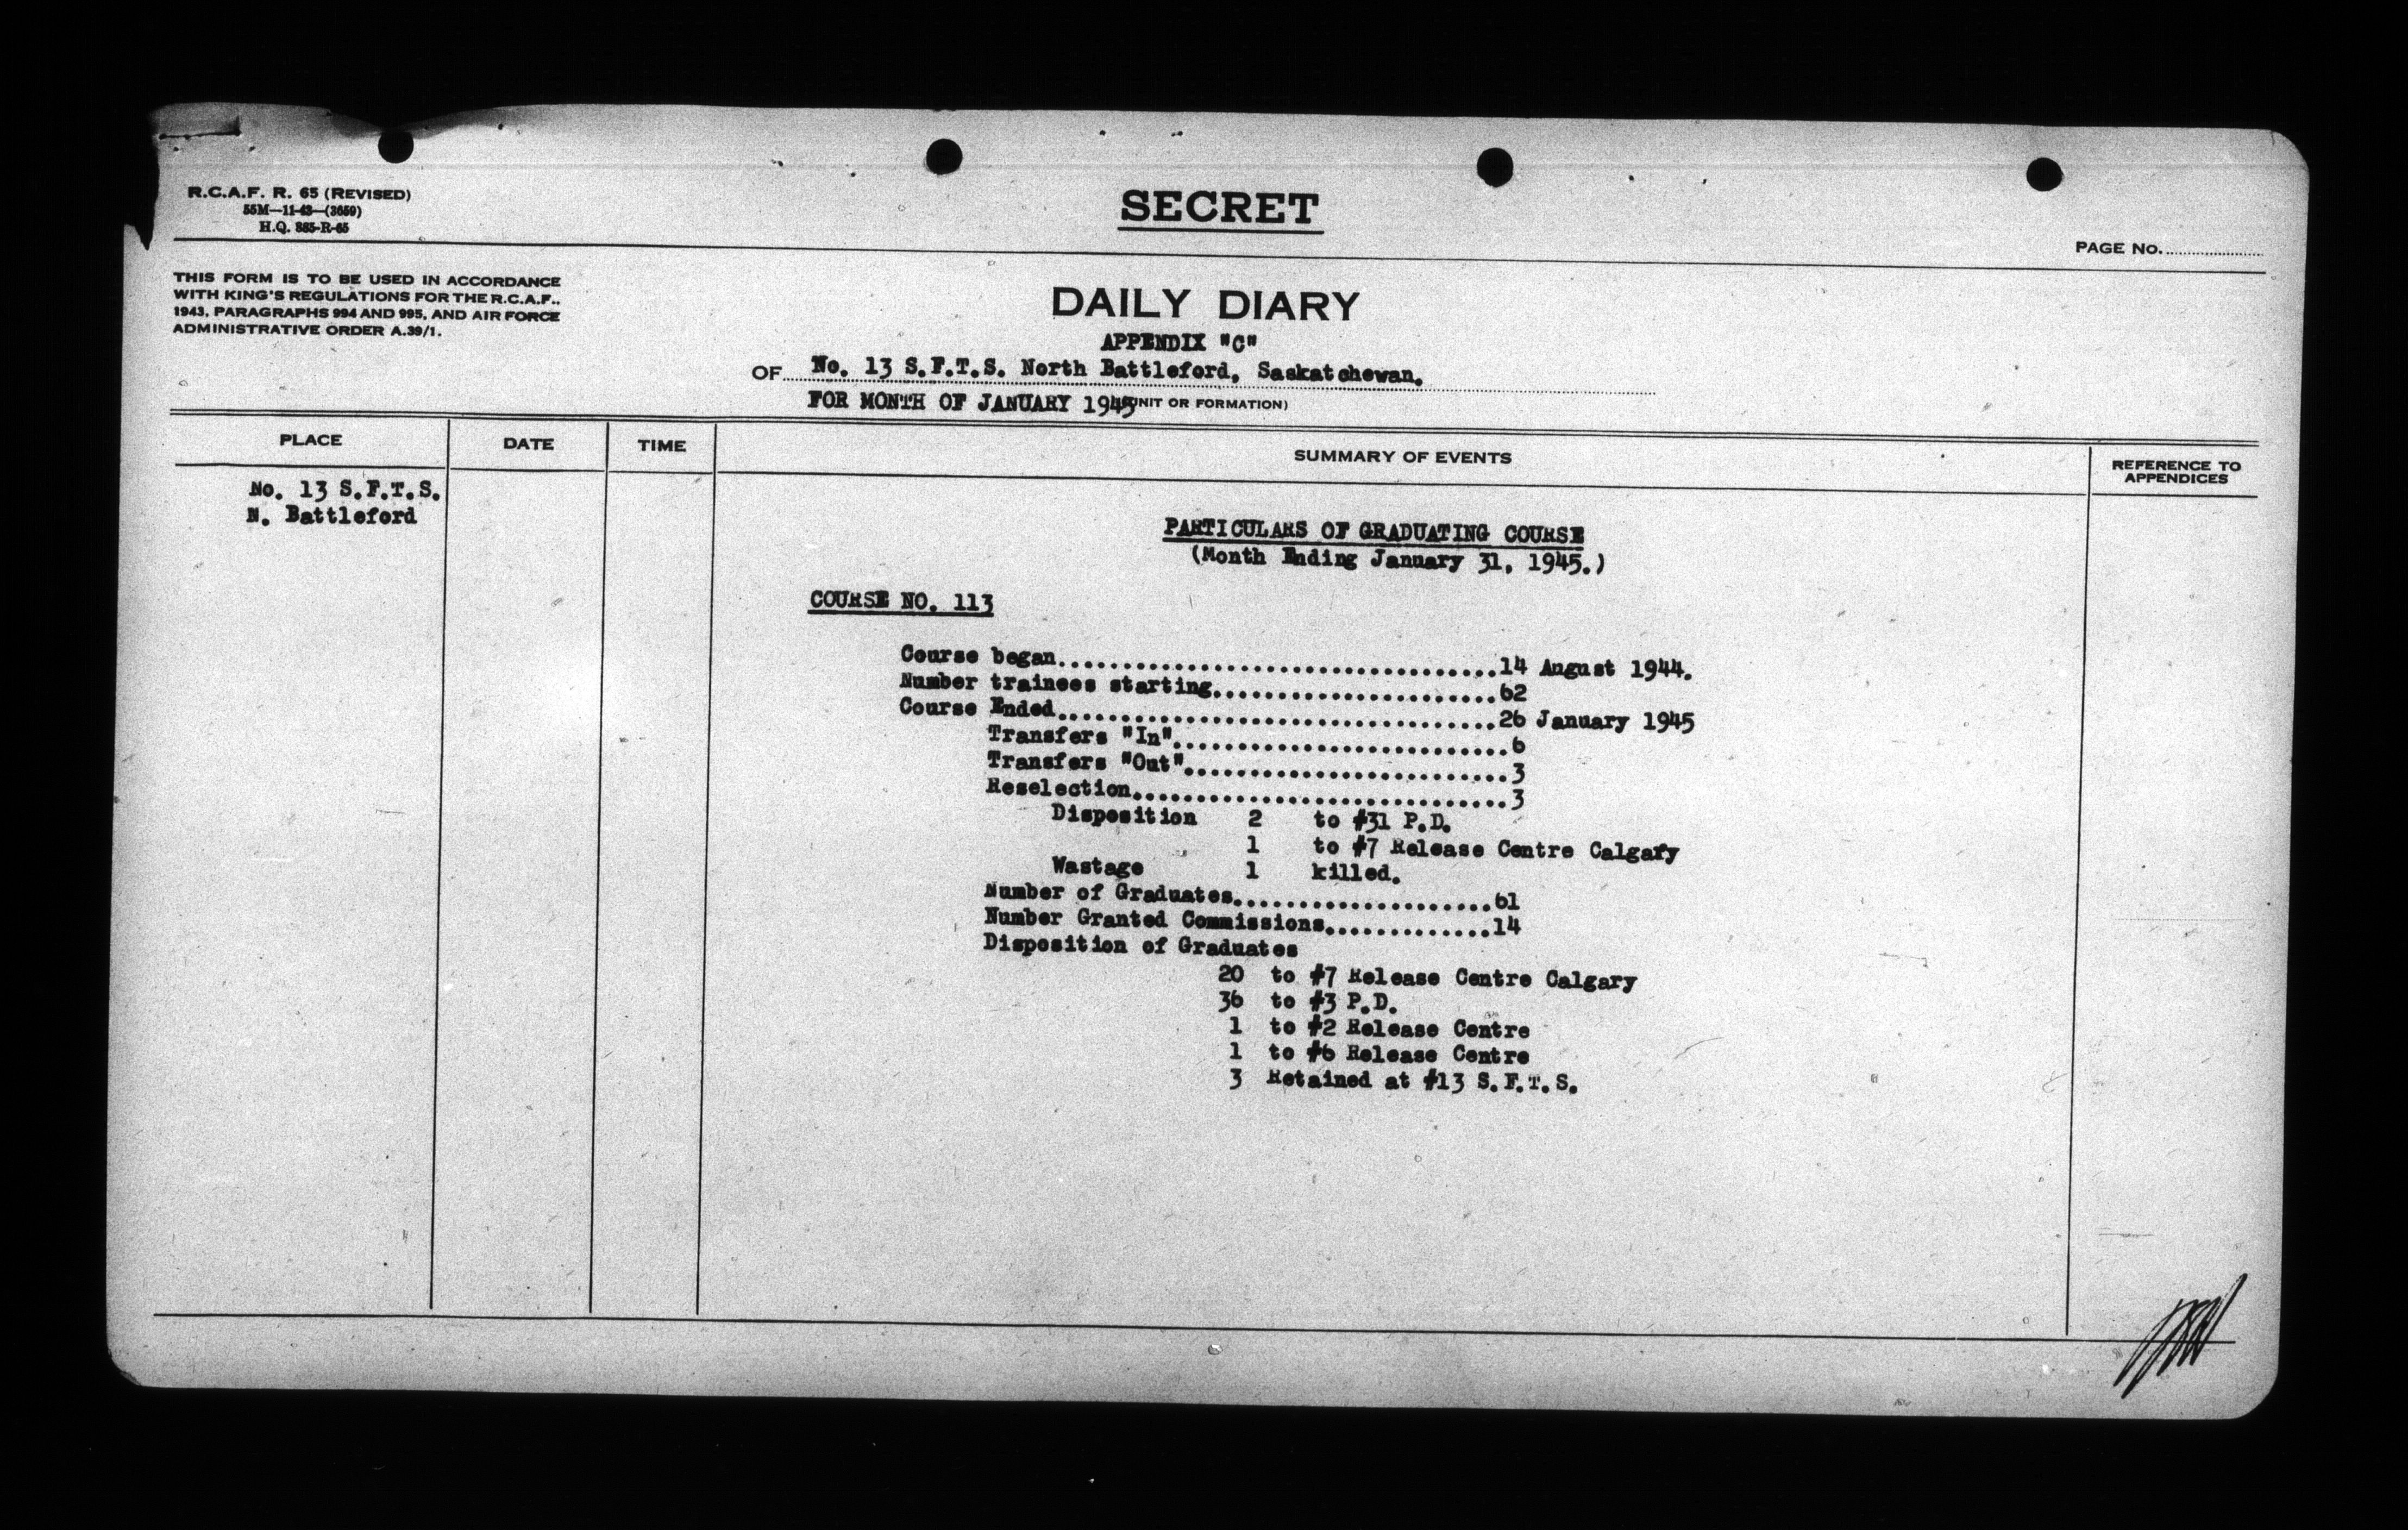 R.C.A.F. R. 65 (REVISED)
55M—11-43—(3659)
H.Q. 885-R-65
SECRET
PAGE No.
THIS FORM IS TO BE USED IN ACCORDANCE
WITH KING'S REGULATIONS FOR THE R.C.A.F.,
1943, PARAGRAPHS 994 AND 995, AND AIR FORCE
ADMINISTRATIVE ORDER A.39/1.
DAILY DIARY
APPENDIX "C"
OF No. 13 S.F.T.S. North Battleford, Saskatchewan.
FOR MONTH OF JANUARY 1945 (UNIT OR FORMATION)
PLACE DATE TIME SUMMARY OF EVENTS REFERENCE TO APPENDICES
No. 13 S.F.T.S.
N. Battleford
PARTICULARS OF GRADUATING COURSE
(Month Ending January 31, 1945.)
COURSE NO. 113
Course began..................................14 August 1944.
Number trainees starting......................62
Course Ended..................................26 January 1945
Transfers "In"..........................6
Transfers "Out".........................3
Reselection.............................3
Disposition 2 to #31 P.D.
1 to #7 Release Centre Calgary
Wastage 1 killed.
Number of Graduates....................61
Number Granted Commissions.............14
Disposition of Graduates
20 to #7 Release Centre Calgary
36 to #3 P.D.
1 to #2 Release Centre
1 to #6 Release Centre
3 Retained at #13 S.F.T.S.